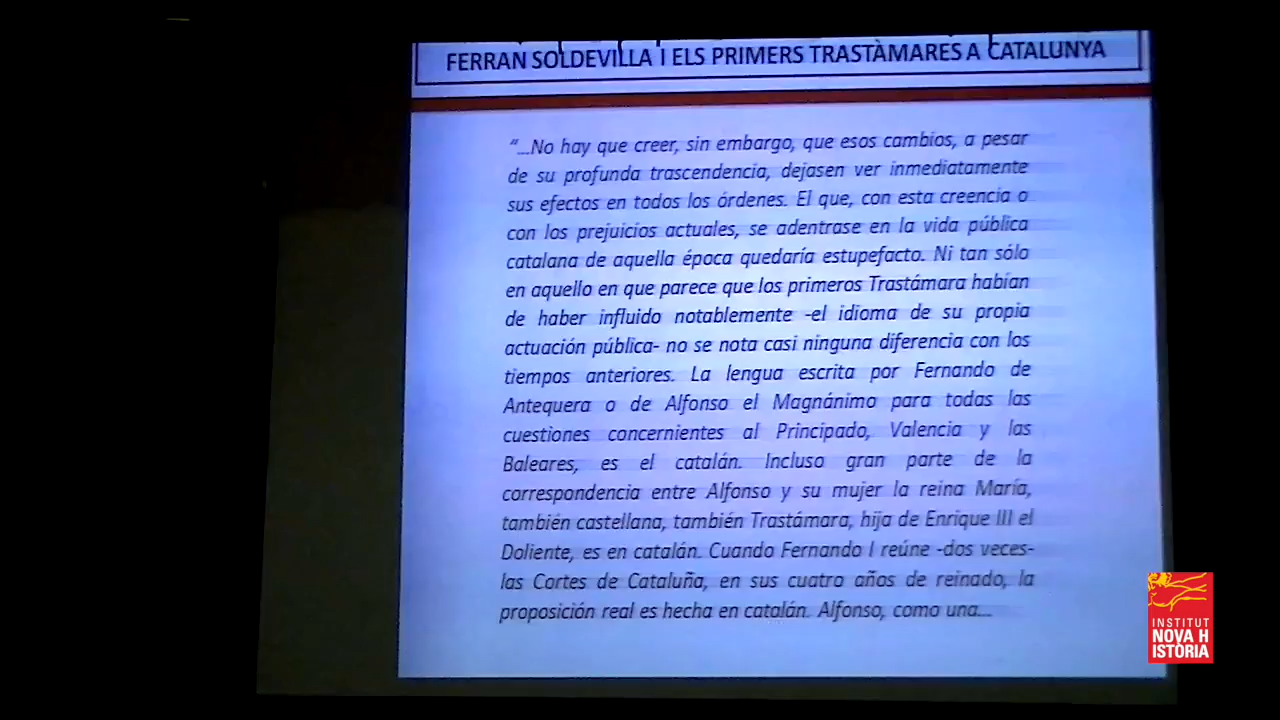 FERRAN SOLDEVILLA I ELS PRIMERS TRASTÀMARES A CATALUNYA
“...No hay que creer, sin embargo, que esos cambios, a pesar
de su profunda trascendencia, dejasen ver inmediatamente
sus efectos en todos los órdenes. El que, con esta creencia o
con los prejuicios actuales, se adentrase en la vida pública
catalana de aquella época quedaría estupefacto. Ni tan sólo
en aquello en que parece que los primeros Trastámara habían
de haber influido notablemente -el idioma de su propia
actuación pública- no se nota casi ninguna diferencia con los
tiempos anteriores. La lengua escrita por Fernando de
Antequera o de Alfonso el Magnánimo para todas las
cuestiones concernientes al Principado, Valencia y las
Baleares, es el catalán. Incluso gran parte de la
correspondencia entre Alfonso y su mujer la reina María,
también castellana, también Trastámara, hija de Enrique III el
Doliente, es en catalán. Cuando Fernando I reúne -dos veces-
las Cortes de Cataluña, en sus cuatro años de reinado, la
proposición real es hecha en catalán. Alfonso, como una...
INSTITUT
NOVA H
ISTÒRIA